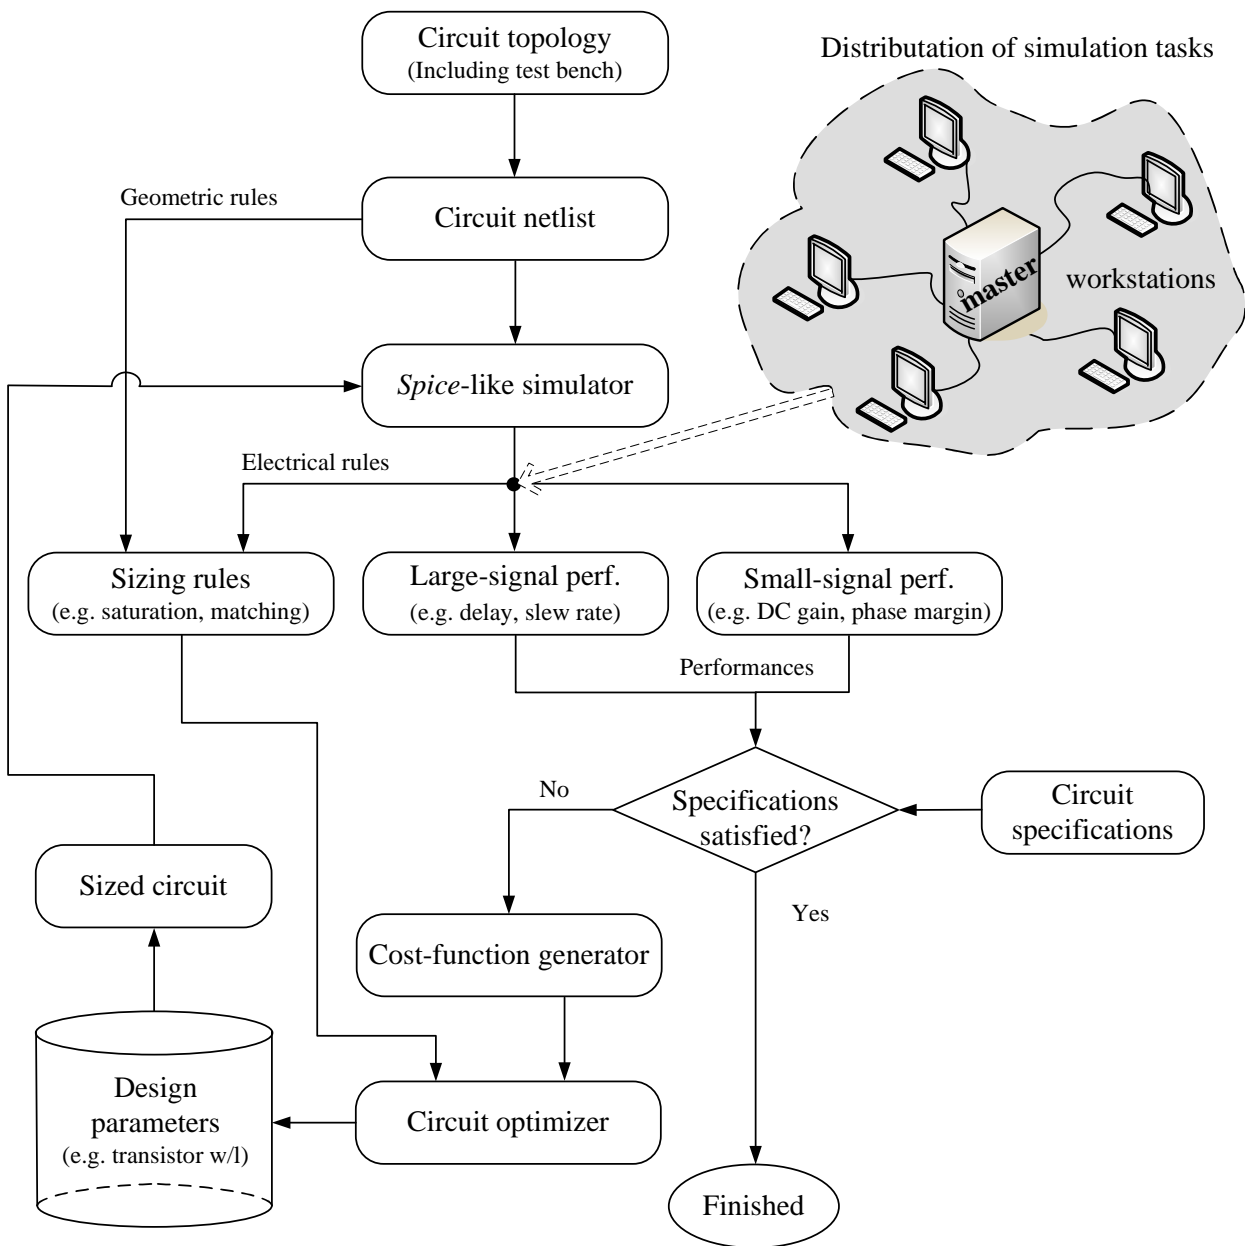 Circuit topology
(Including test bench)
Distributation of simulation tasks
Geometric rules
Circuit netlist
master
workstations
Spice-like simulator
Electrical rules
Sizing rules
(e.g. saturation, matching)
Large-signal perf.
(e.g. delay, slew rate)
Small-signal perf.
(e.g. DC gain, phase margin)
Performances
No
Specifications
satisfied?
Circuit
specifications
Sized circuit
Yes
Cost-function generator
Design
parameters
(e.g. transistor w/l)
Circuit optimizer
Finished